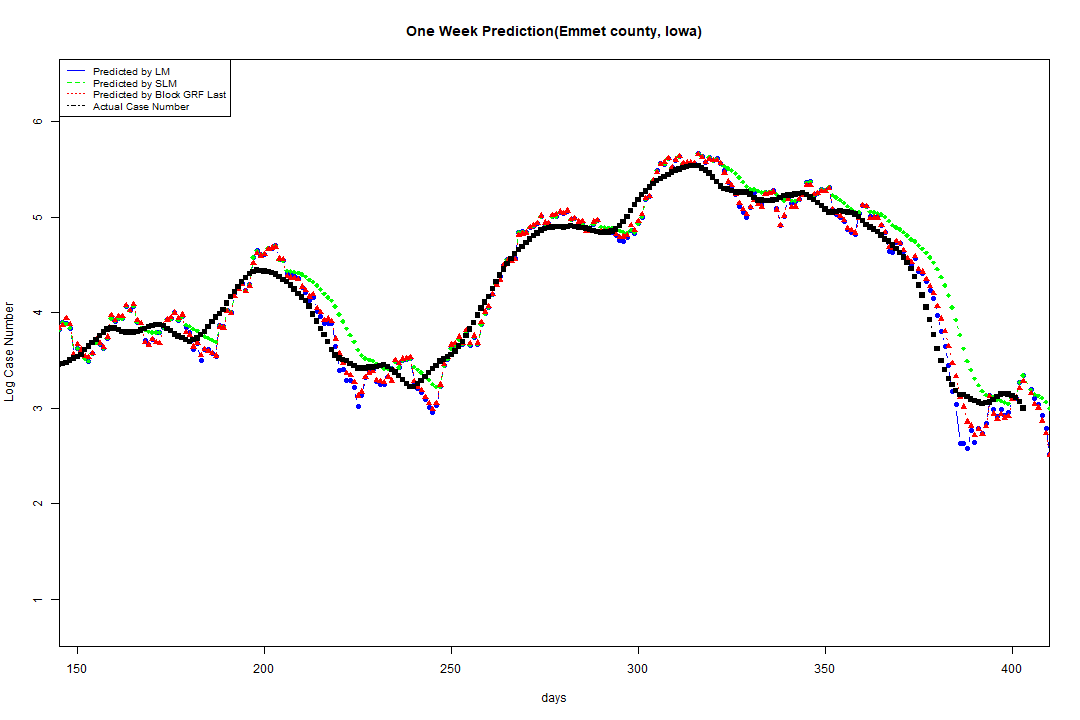 One Week Prediction(Emmet county, Iowa)
Predicted by LM
Predicted by SLM
Predicted by Block GRF Last
Actual Case Number
6
5
4
3
2
1
Log Case Number
150 200 250 300 350 400
days